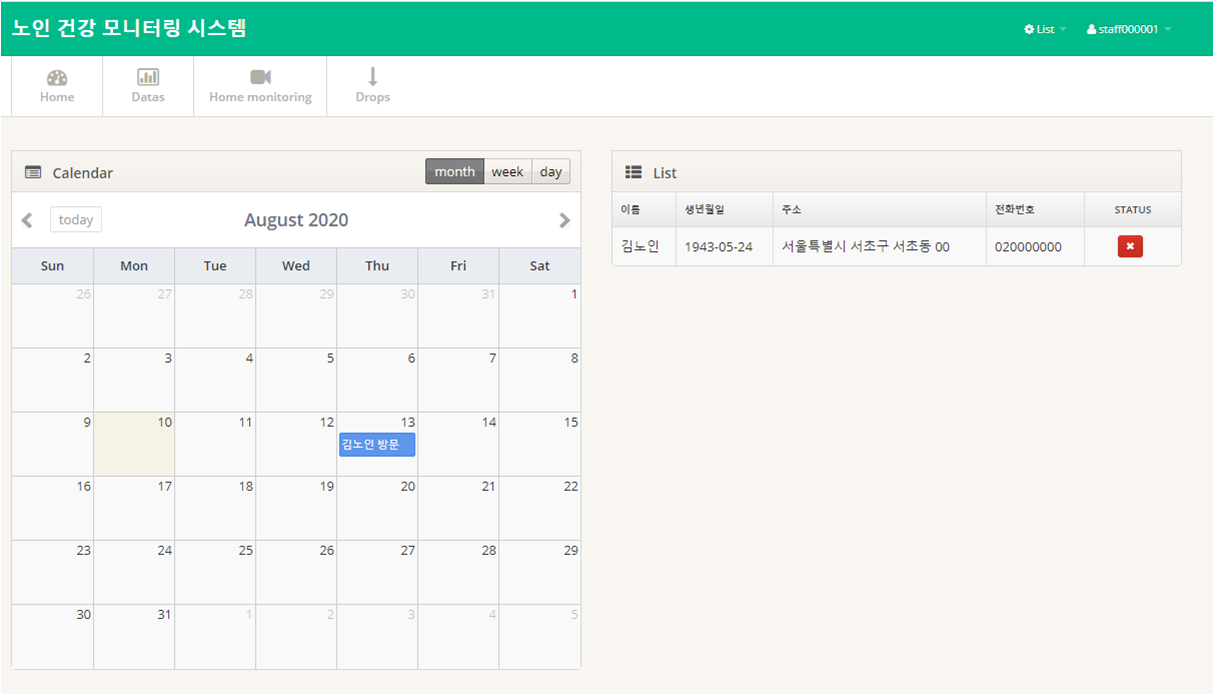 노인 건강 모니터링 시스템
List
staff000001
Home
Datas
Home monitoring
Drops
Calendar
month week day
today
August 2020
Sun Mon Tue Wed Thu Fri Sat
26 27 28 29 30 31 1
2 3 4 5 6 7 8
9 10 11 12 13 14 15
김노인 방문
16 17 18 19 20 21 22
23 24 25 26 27 28 29
30 31 1 2 3 4 5
List
이름 생년월일 주소 전화번호 STATUS
김노인 1943-05-24 서울특별시 서초구 서초동 00 020000000